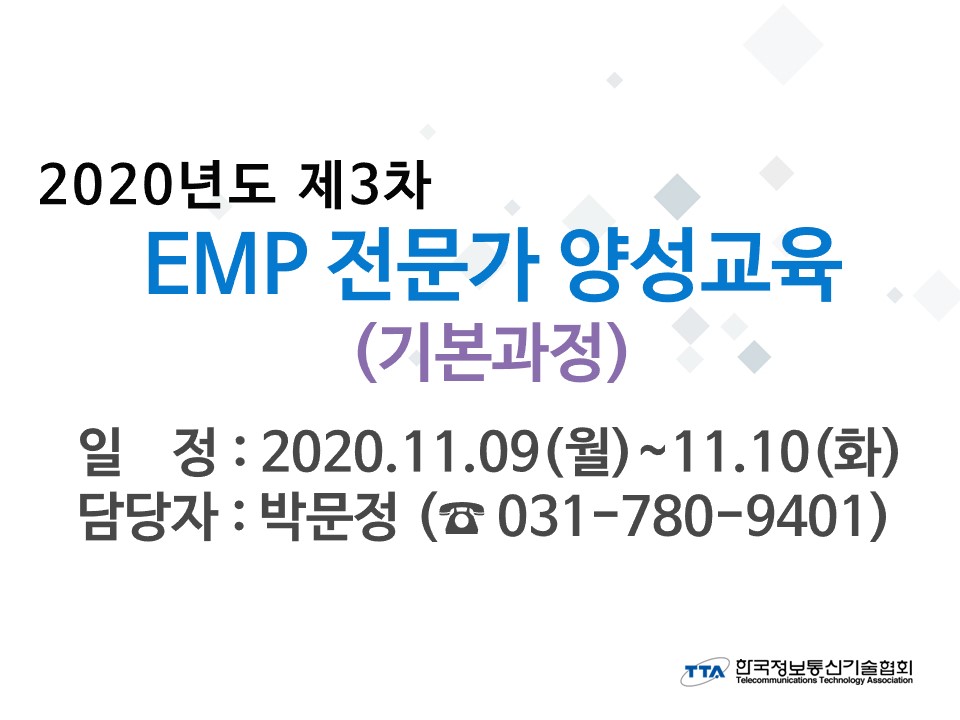 2020년도 제3차
EMP 전문가 양성교육
(기본과정)
일 정 : 2020.11.09(월)~11.10(화)
담당자 : 박문정 (☎ 031-780-9401)
TTA 한국정보통신기술협회
Telecommunications Technology Association